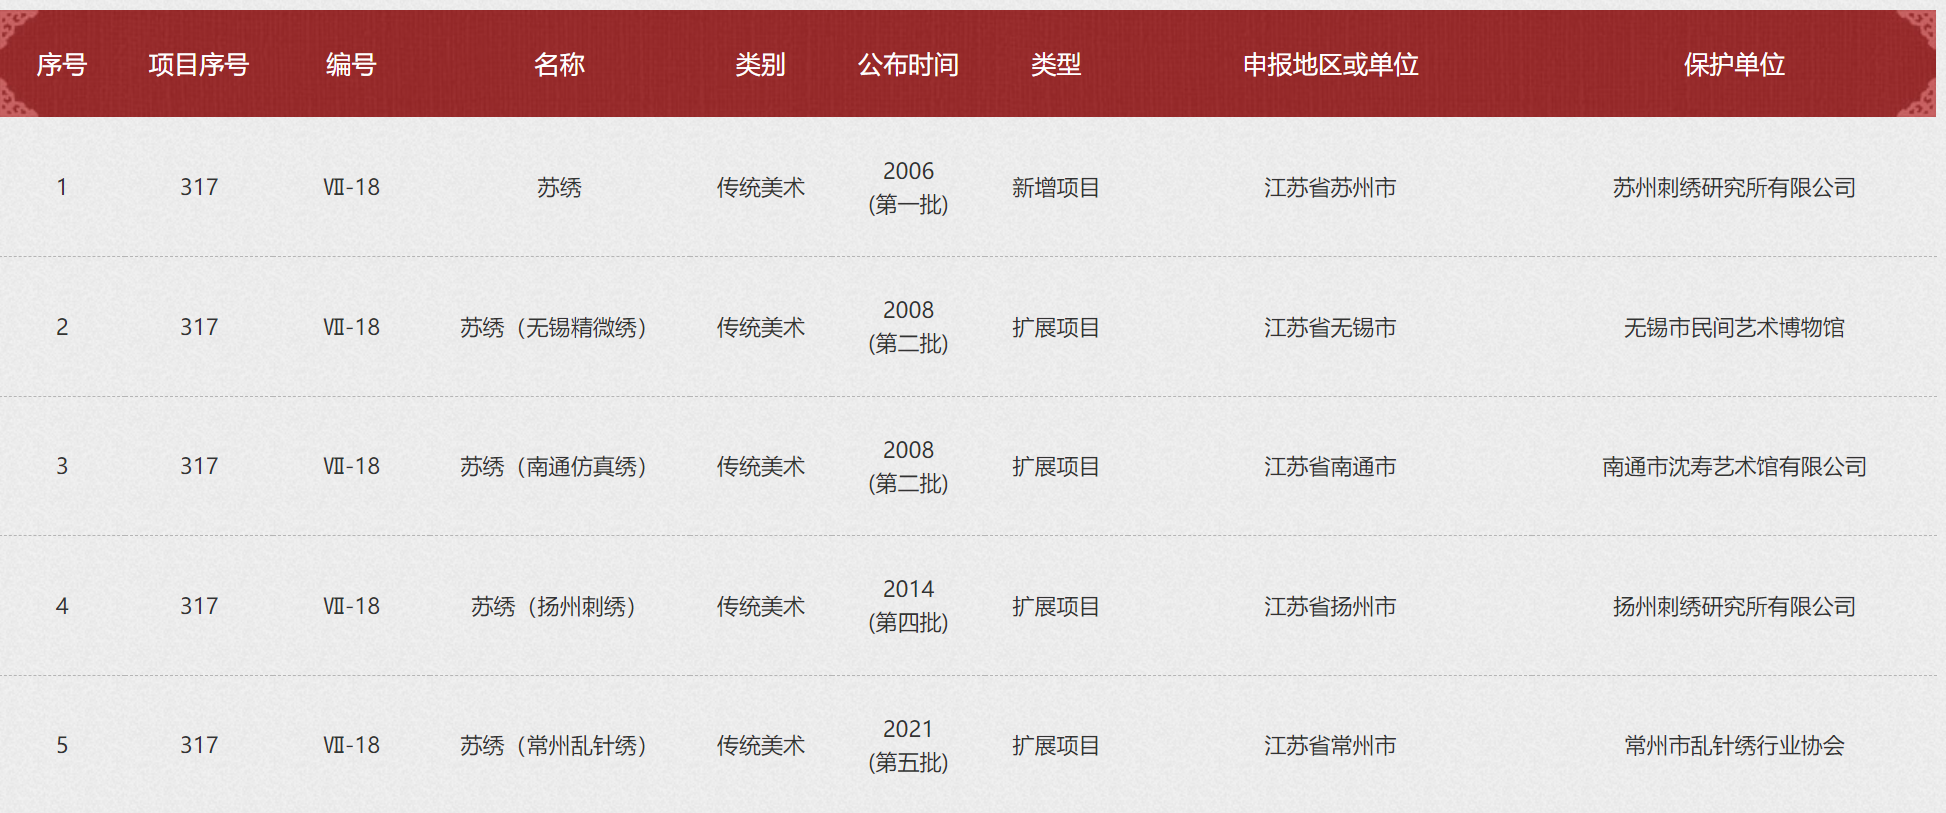 序号 项目序号 编号 名称 类别 公布时间 类型 申报地区或单位 保护单位
1 317 Ⅶ-18 苏绣 传统美术 2006 (第一批) 新增项目 江苏省苏州市 苏州刺绣研究所有限公司
2 317 Ⅶ-18 苏绣（无锡精微绣） 传统美术 2008 (第二批) 扩展项目 江苏省无锡市 无锡市民间艺术博物馆
3 317 Ⅶ-18 苏绣（南通仿真绣） 传统美术 2008 (第二批) 扩展项目 江苏省南通市 南通市沈寿艺术馆有限公司
4 317 Ⅶ-18 苏绣（扬州刺绣） 传统美术 2014 (第四批) 扩展项目 江苏省扬州市 扬州刺绣研究所有限公司
5 317 Ⅶ-18 苏绣（常州乱针绣） 传统美术 2021 (第五批) 扩展项目 江苏省常州市 常州市乱针绣行业协会